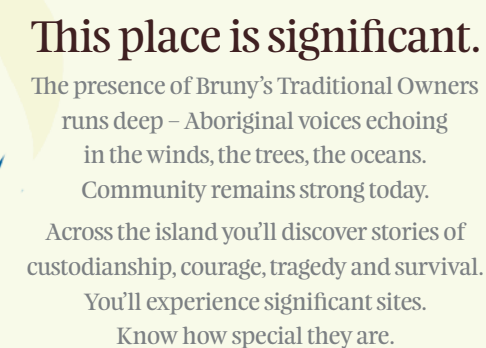 This place is significant.
The presence of Bruny’s Traditional Owners
runs deep – Aboriginal voices echoing
in the winds, the trees, the oceans.
Community remains strong today.
Across the island you’ll discover stories of
custodianship, courage, tragedy and survival.
You’ll experience significant sites.
Know how special they are.